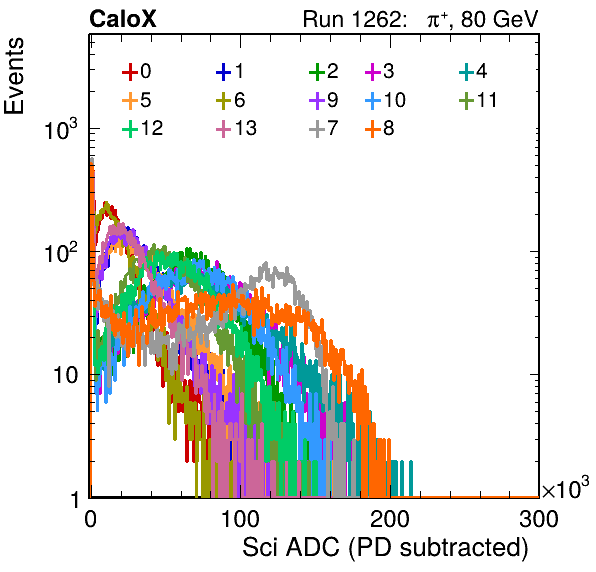 CaloX Run 1262: π⁺, 80 GeV
Events
0 1 2 3 4
5 6 9 10 11
12 13 7 8
10³
10²
10
1
0 100 200 300 ×10³
Sci ADC (PD subtracted)